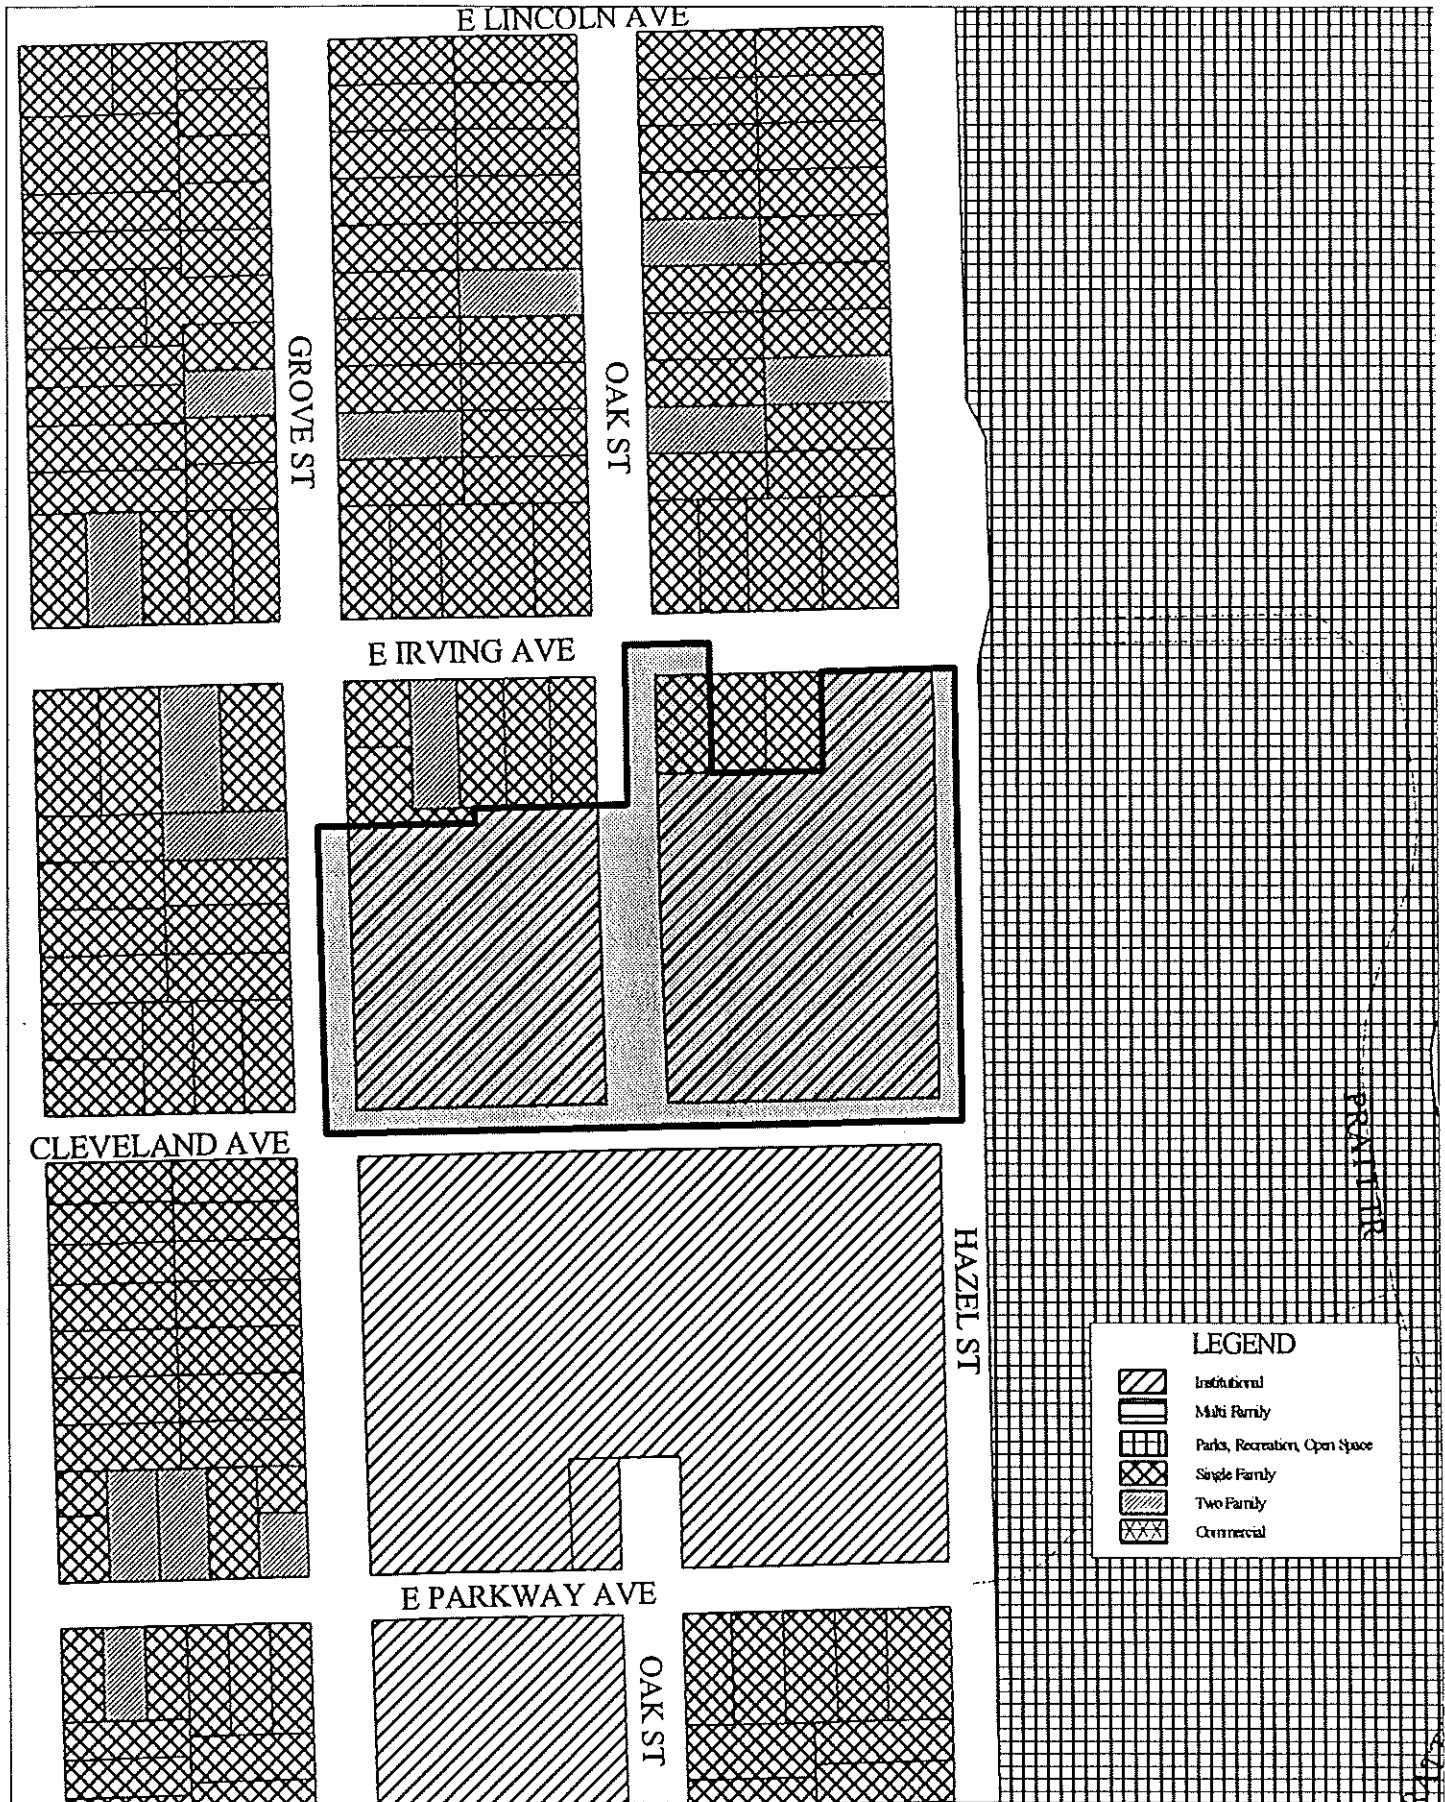 E LINCOLN AVE
GROVE ST
OAK ST
E IRVING AVE
CLEVELAND AVE
HAZEL ST
PRATT TR
LEGEND
Institutional
Multi Family
Parks, Recreation, Open Space
Single Family
Two Family
Commercial
E PARKWAY AVE
OAK ST